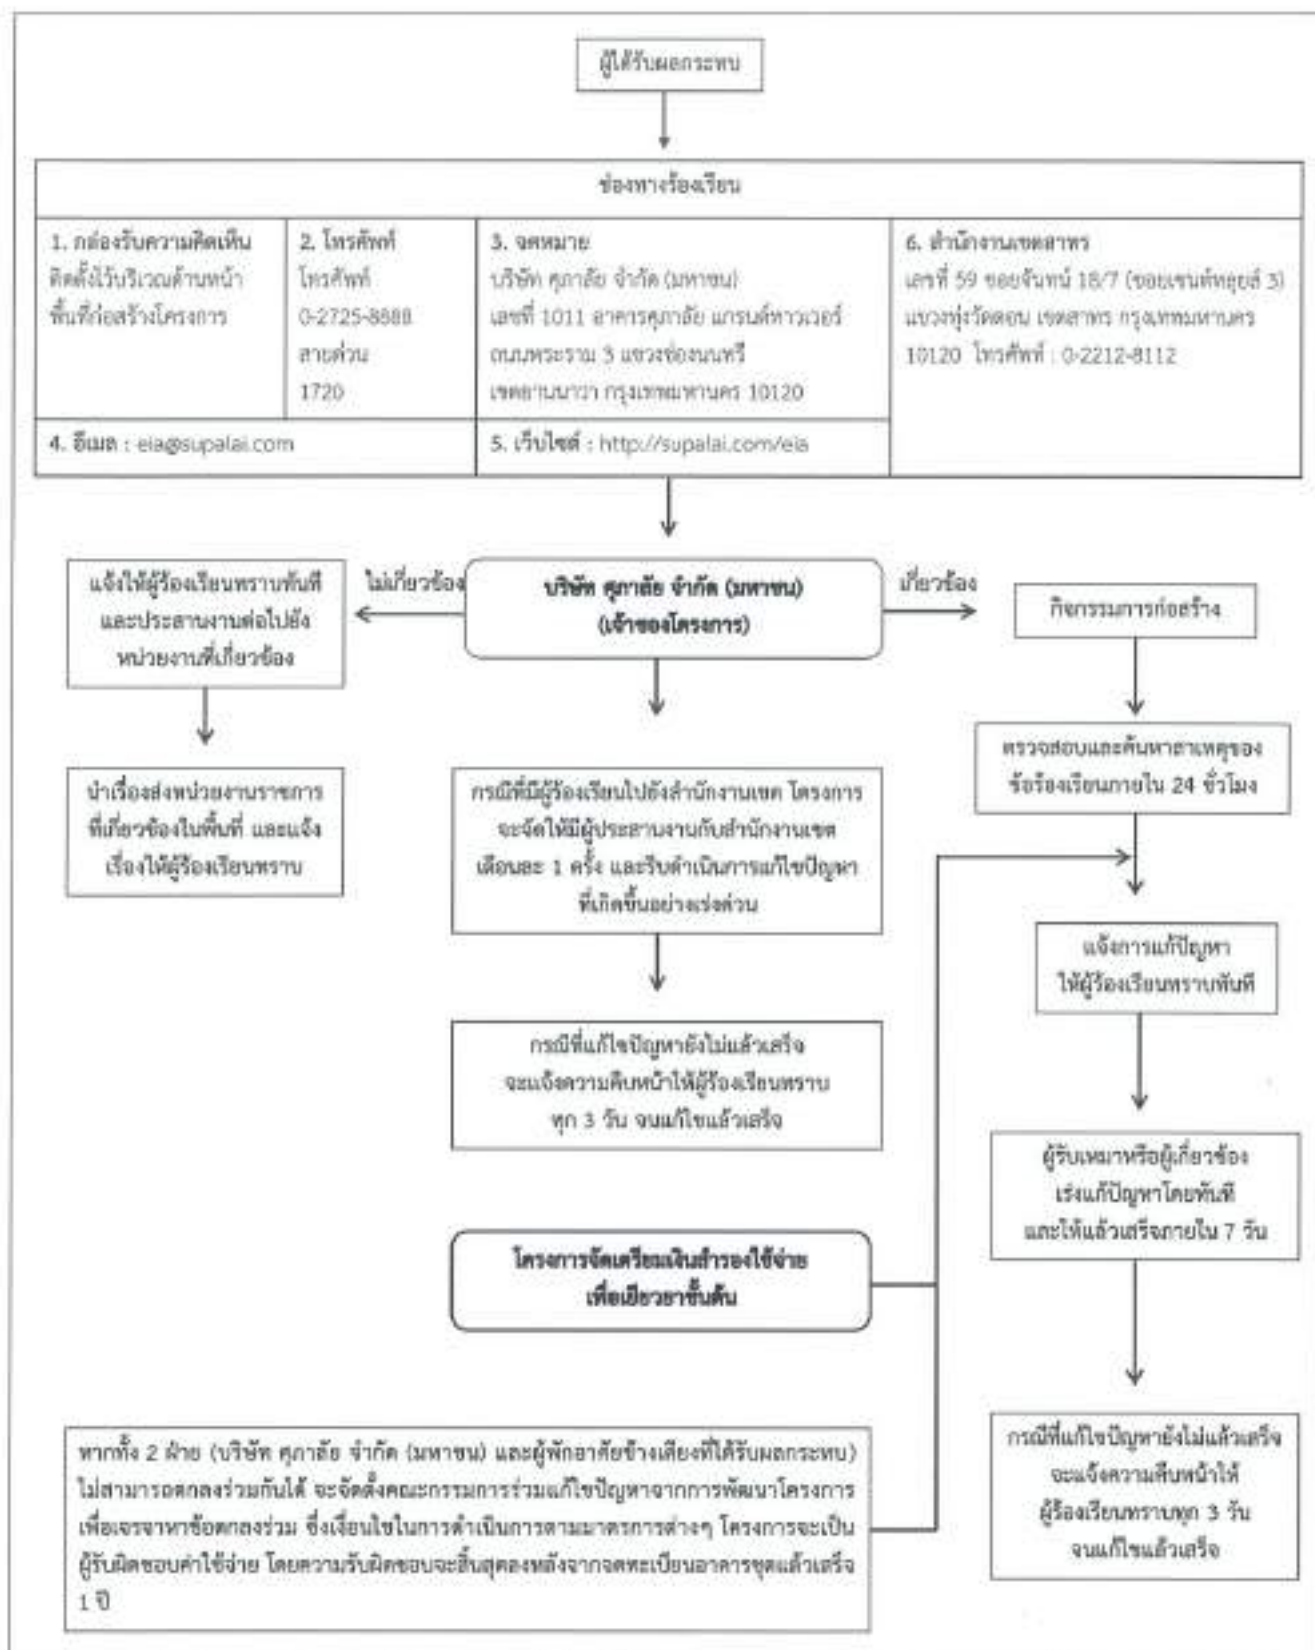 ผู้ได้รับผลกระทบ
ช่องทางร้องเรียน
1. กล่องรับความคิดเห็น
ติดตั้งไว้บริเวณด้านหน้า
พื้นที่ก่อสร้างโครงการ
2. โทรศัพท์
โทรศัพท์
0-2725-8888
สายด่วน
1720
3. จดหมาย
บริษัท ศุภาลัย จำกัด (มหาชน)
เลขที่ 1011 อาคารศุภาลัย แกรนด์ทาวเวอร์
ถนนพระราม 3 แขวงช่องนนทรี
เขตยานนาวา กรุงเทพมหานคร 10120
6. สำนักงานเขตสาทร
เลขที่ 59 ซอยจันทน์ 18/7 (ซอยเซนต์หลุยส์ 3)
แขวงทุ่งวัดดอน เขตสาทร กรุงเทพมหานคร
10120 โทรศัพท์ : 0-2212-8112
4. อีเมล : eia@supalai.com
5. เว็บไซต์ : http://supalai.com/eia
แจ้งให้ผู้ร้องเรียนทราบทันที
และประสานงานต่อไปยัง
หน่วยงานที่เกี่ยวข้อง
ไม่เกี่ยวข้อง
บริษัท ศุภาลัย จำกัด (มหาชน)
(เจ้าของโครงการ)
เกี่ยวข้อง
กิจกรรมการก่อสร้าง
นำเรื่องส่งหน่วยงานราชการ
ที่เกี่ยวข้องในพื้นที่ และแจ้ง
เรื่องให้ผู้ร้องเรียนทราบ
กรณีที่มีผู้ร้องเรียนไปยังสำนักงานเขต โครงการ
จะจัดให้มีผู้ประสานงานกับสำนักงานเขต
เดือนละ 1 ครั้ง และรีบดำเนินการแก้ไขปัญหา
ที่เกิดขึ้นอย่างเร่งด่วน
ตรวจสอบและค้นหาสาเหตุของ
ข้อร้องเรียนภายใน 24 ชั่วโมง
แจ้งการแก้ปัญหา
ให้ผู้ร้องเรียนทราบทันที
กรณีที่แก้ไขปัญหายังไม่แล้วเสร็จ
จะแจ้งความคืบหน้าให้ผู้ร้องเรียนทราบ
ทุก 3 วัน จนแก้ไขแล้วเสร็จ
ผู้รับเหมาหรือผู้เกี่ยวข้อง
เร่งแก้ปัญหาโดยทันที
และให้แล้วเสร็จภายใน 7 วัน
โครงการจัดเตรียมเงินสำรองใช้จ่าย
เพื่อเยียวยาขั้นต้น
กรณีที่แก้ไขปัญหายังไม่แล้วเสร็จ
จะแจ้งความคืบหน้าให้
ผู้ร้องเรียนทราบทุก 3 วัน
จนแก้ไขแล้วเสร็จ
หากทั้ง 2 ฝ่าย (บริษัท ศุภาลัย จำกัด (มหาชน) และผู้พักอาศัยข้างเคียงที่ได้รับผลกระทบ)
ไม่สามารถตกลงร่วมกันได้ จะจัดตั้งคณะกรรมการร่วมแก้ไขปัญหาจากการพัฒนาโครงการ
เพื่อเจรจาหาข้อตกลงร่วม ซึ่งเงื่อนไขในการดำเนินการตามมาตรการต่างๆ โครงการจะเป็น
ผู้รับผิดชอบค่าใช้จ่าย โดยความรับผิดชอบจะสิ้นสุดลงหลังจากจดทะเบียนอาคารชุดแล้วเสร็จ
1 ปี